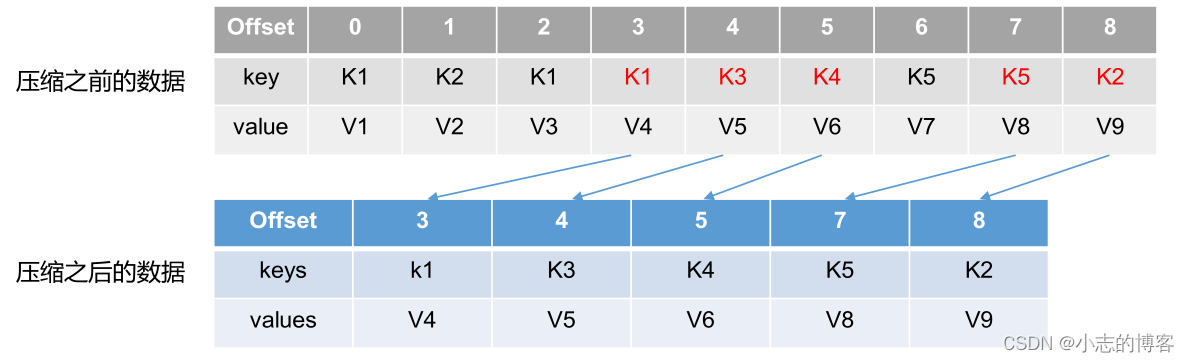 Offset 0 1 2 3 4 5 6 7 8
压缩之前的数据 key K1 K2 K1 K1 K3 K4 K5 K5 K2
value V1 V2 V3 V4 V5 V6 V7 V8 V9
Offset 3 4 5 7 8
压缩之后的数据 keys k1 K3 K4 K5 K2
values V4 V5 V6 V8 V9
CSDN @小志的博客